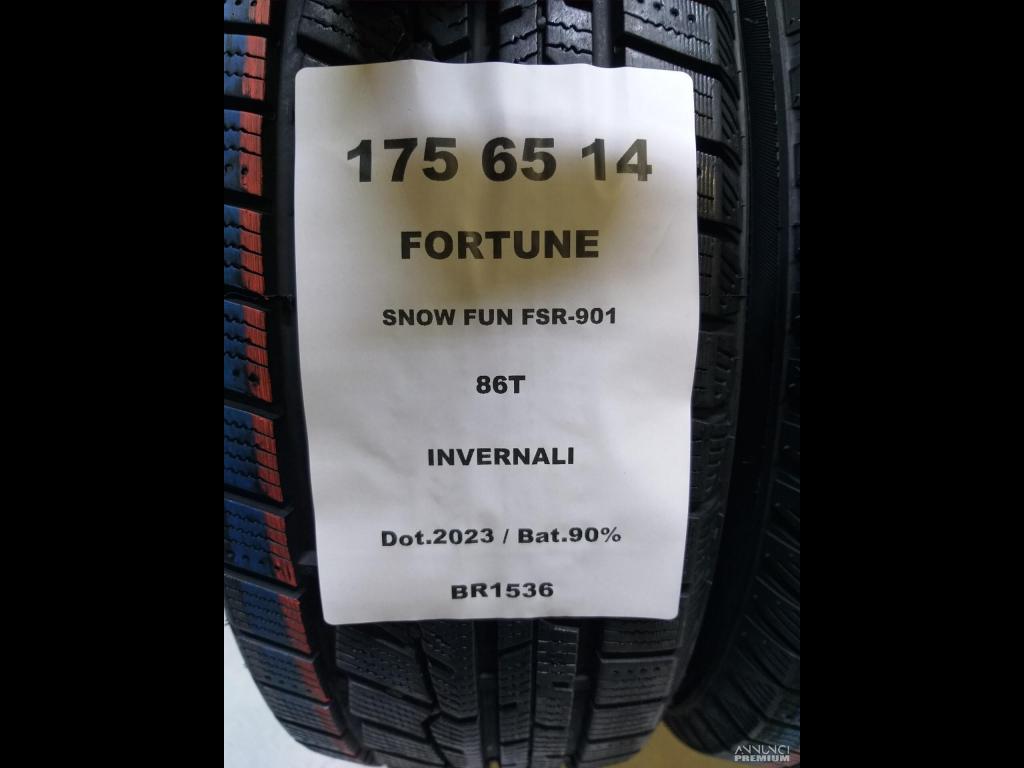 175 65 14
FORTUNE
SNOW FUN FSR-901
86T
INVERNALI
Dot.2023 / Bat.90%
BR1536
ANNUNCI
PREMIUM